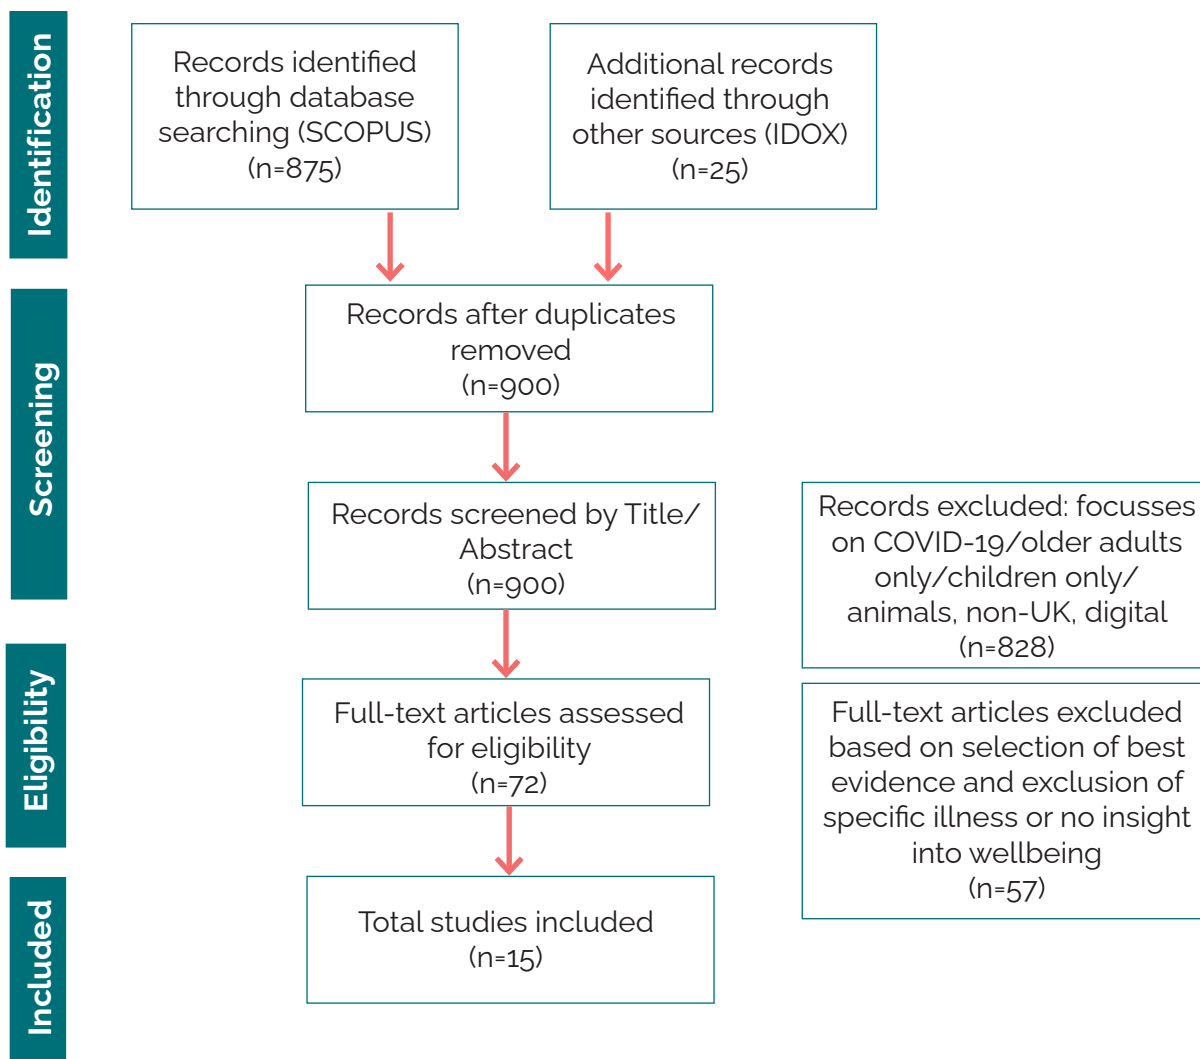 Identification
Records identified
through database
searching (SCOPUS)
(n=875)
Additional records
identified through
other sources (IDOX)
(n=25)
Screening
Records after duplicates
removed
(n=900)
Records screened by Title/
Abstract
(n=900)
Records excluded: focusses
on COVID-19/older adults
only/children only/
animals, non-UK, digital
(n=828)
Eligibility
Full-text articles assessed
for eligibility
(n=72)
Full-text articles excluded
based on selection of best
evidence and exclusion of
specific illness or no insight
into wellbeing
(n=57)
Included
Total studies included
(n=15)